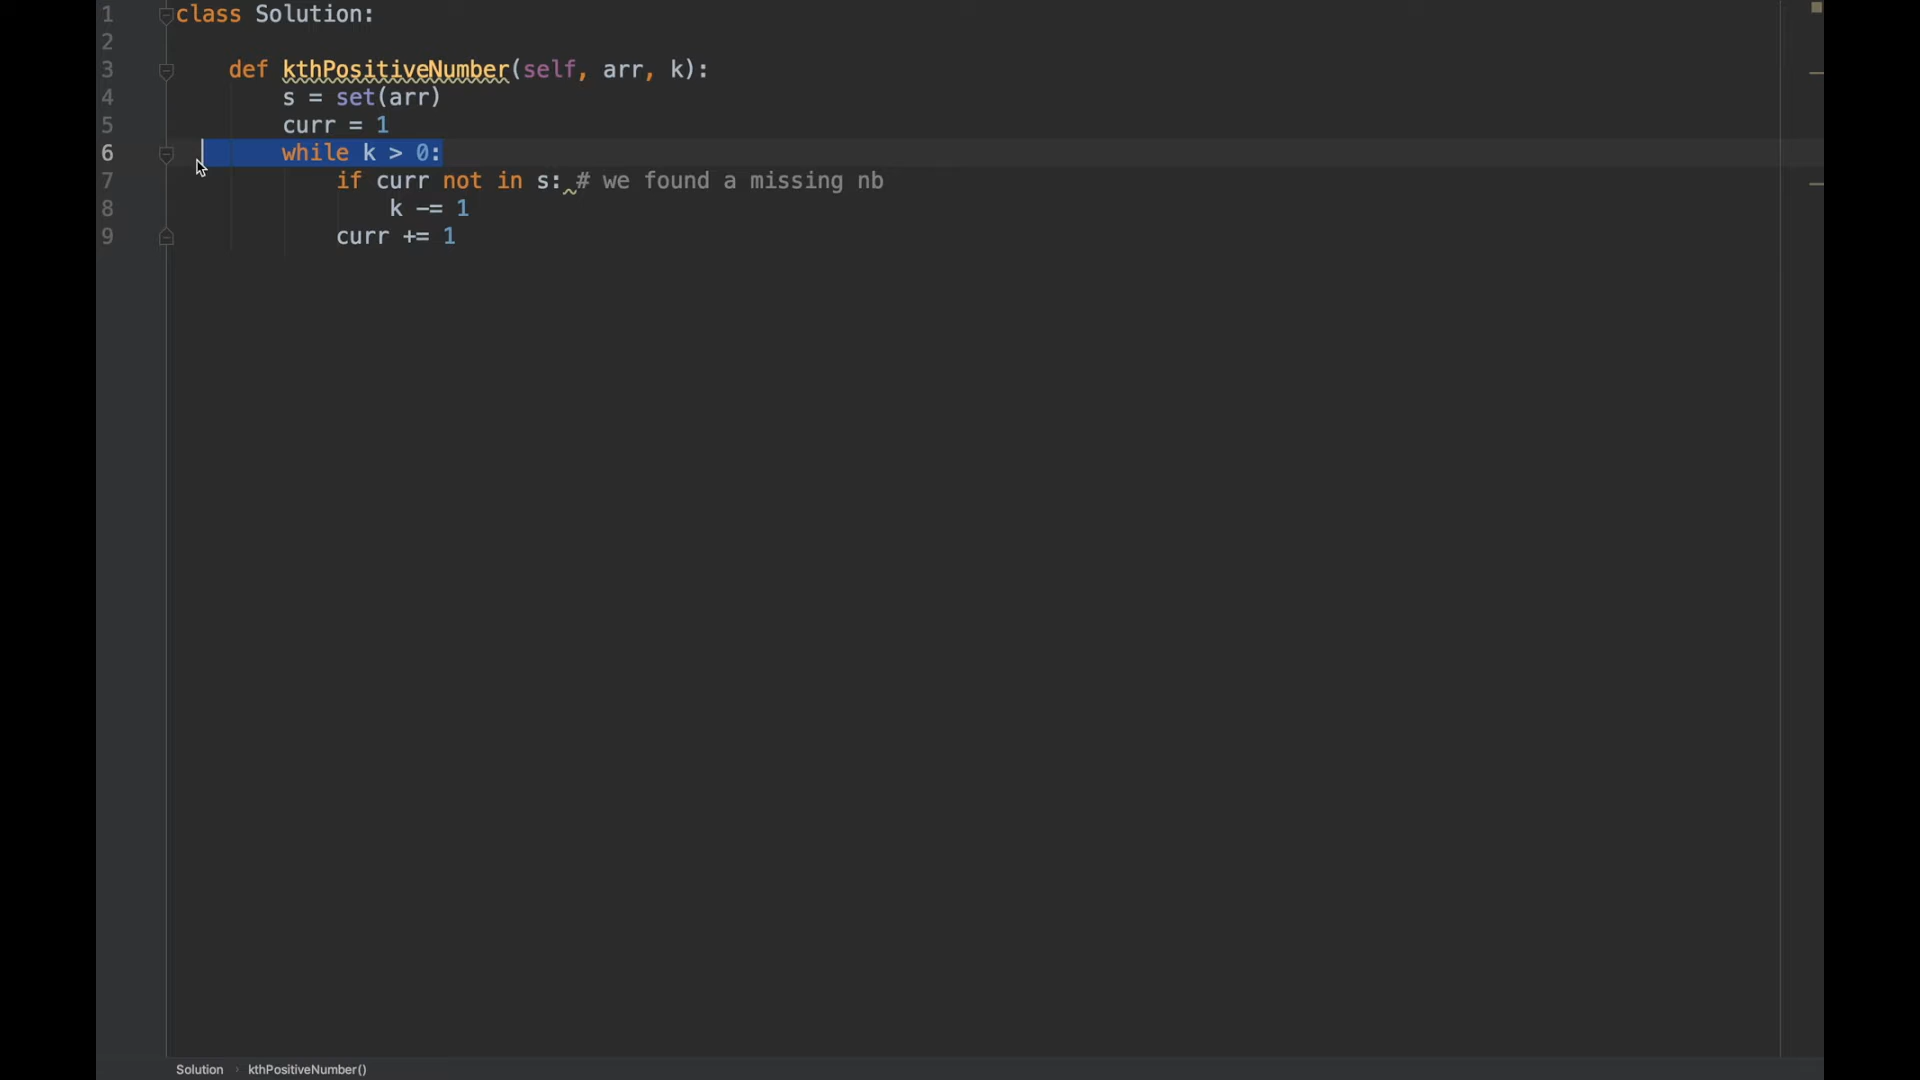 1 class Solution:
2
3 def kthPositiveNumber(self, arr, k):
4 s = set(arr)
5 curr = 1
6 while k > 0:
7 if curr not in s: # we found a missing nb
8 k -= 1
9 curr += 1
Solution › kthPositiveNumber()